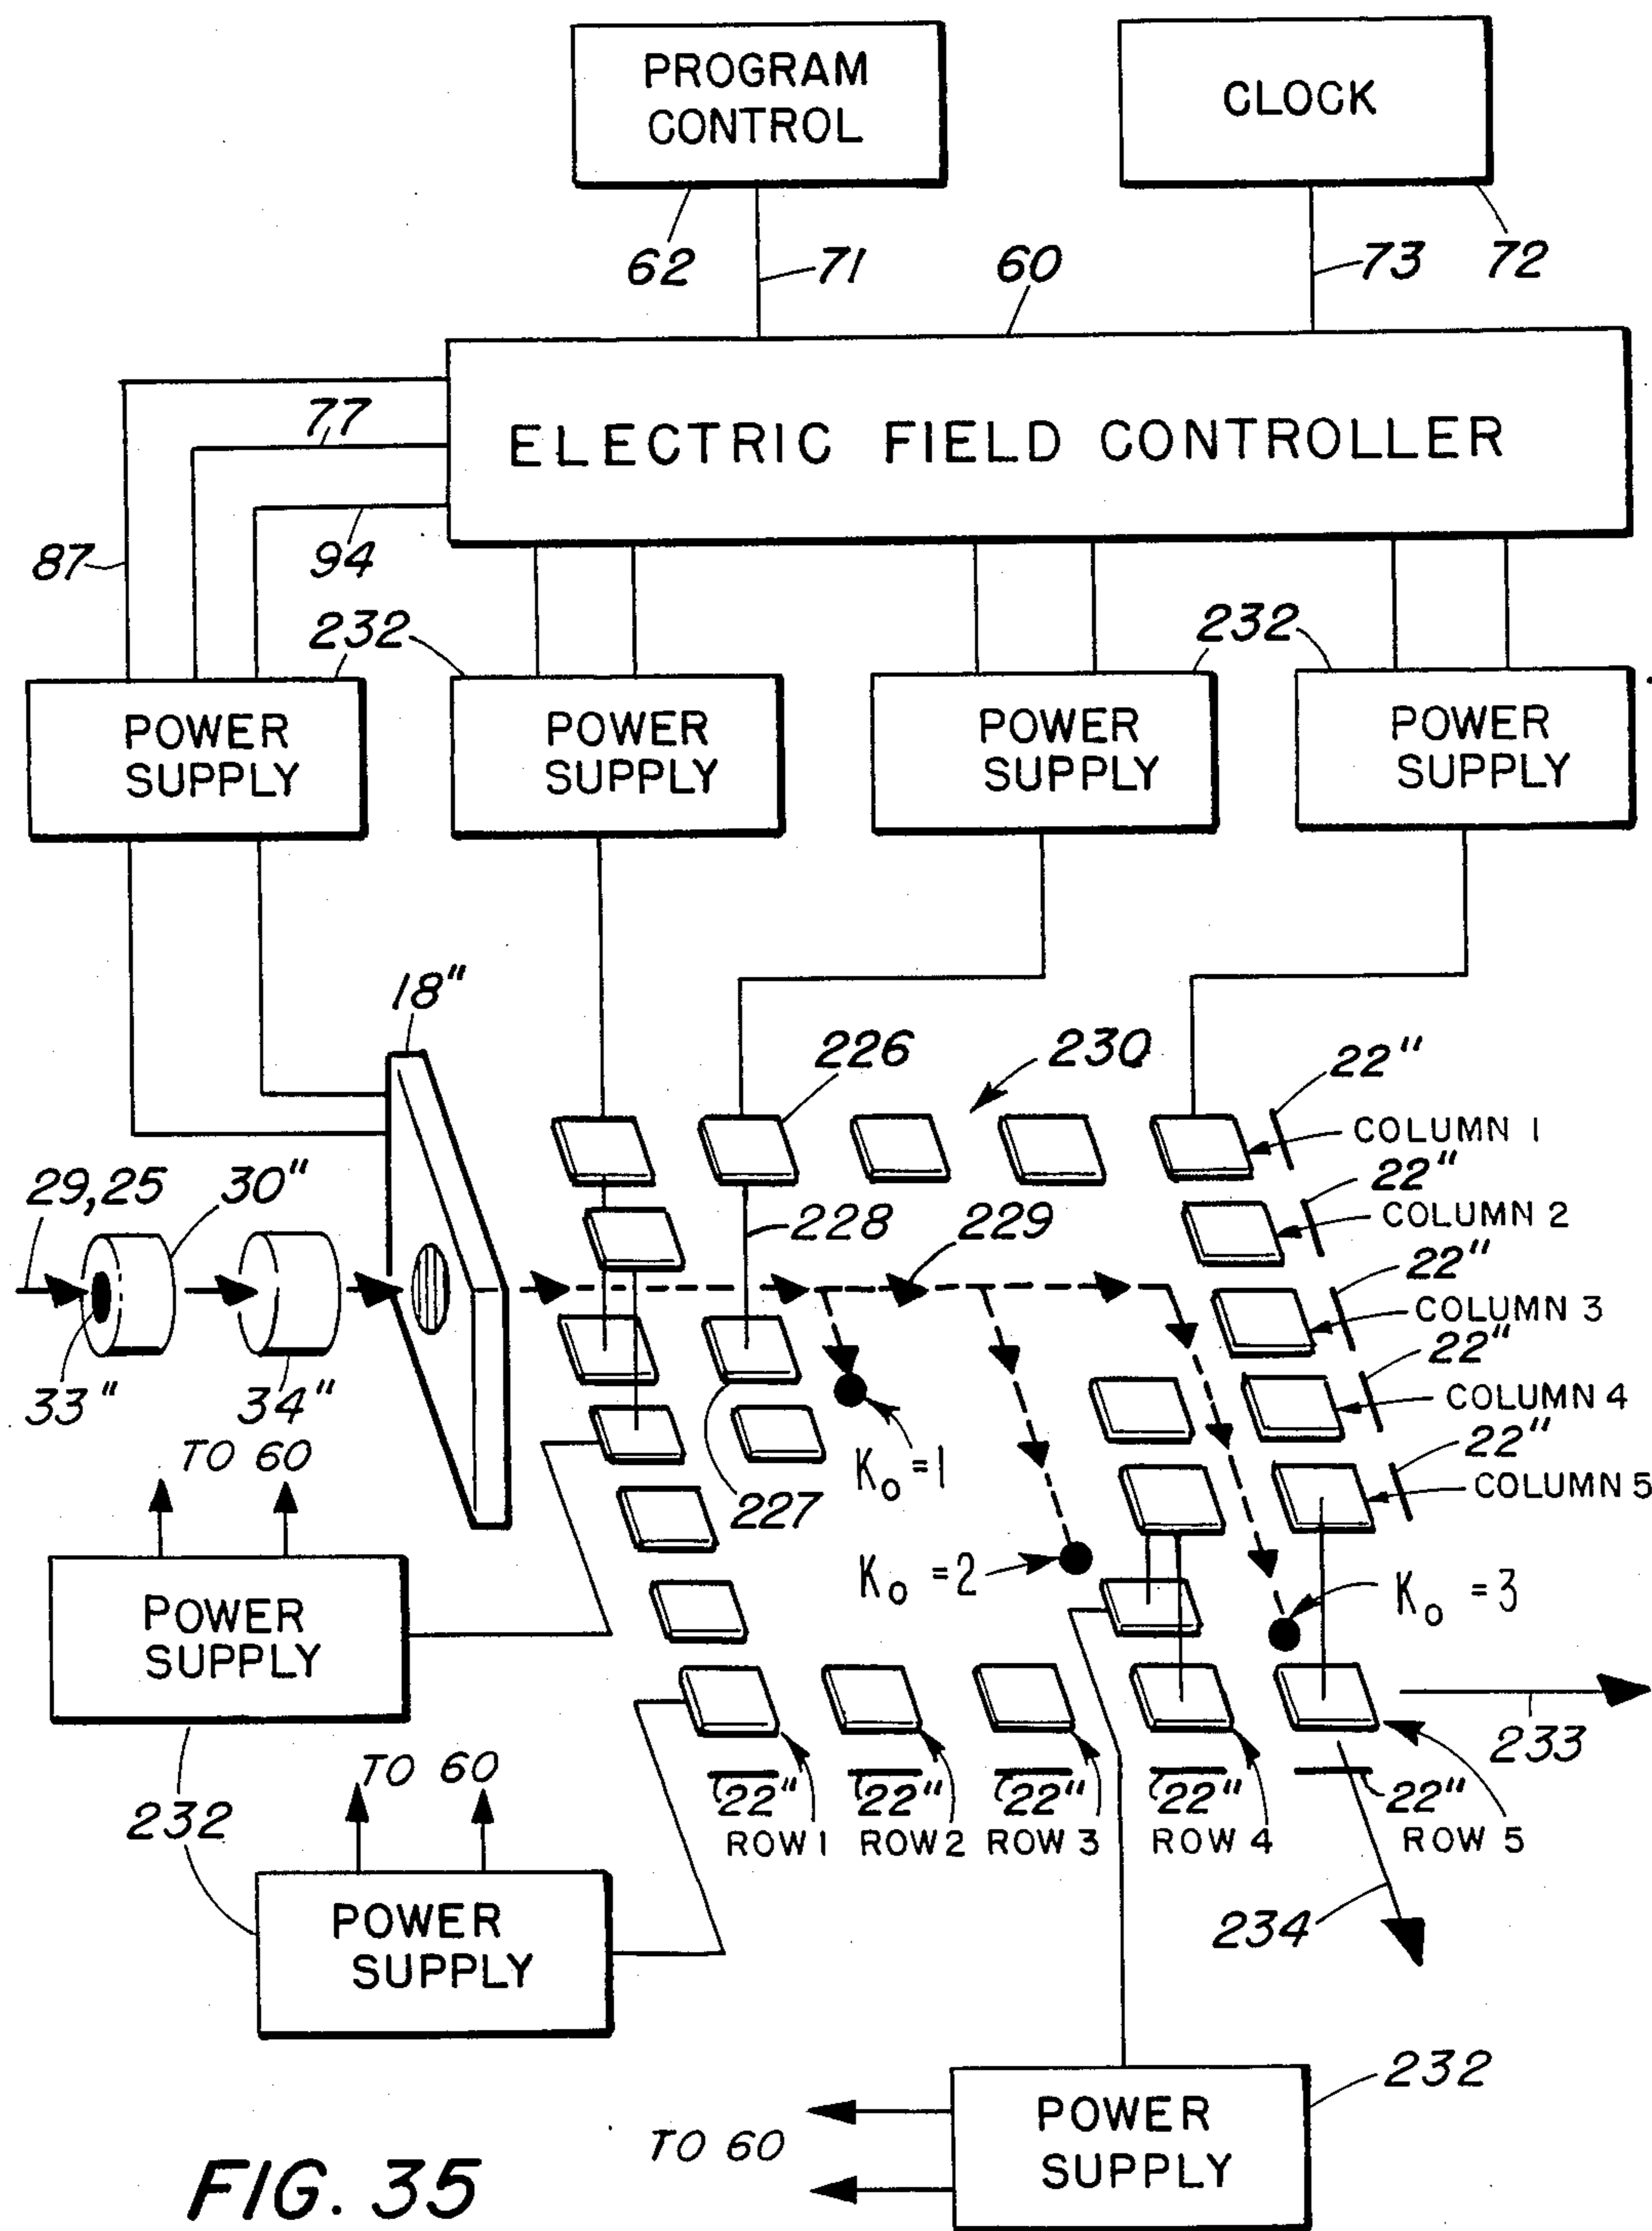 PROGRAM
CONTROL
CLOCK
62
71
60
73
72
ELECTRIC FIELD CONTROLLER
77
87
94
232
232
POWER
SUPPLY
POWER
SUPPLY
POWER
SUPPLY
POWER
SUPPLY
18"
226
230
22"
COLUMN 1
29,25
30"
22"
228
229
COLUMN 2
22"
COLUMN 3
33"
34"
22"
COLUMN 4
TO 60
K₀ = 1
22"
COLUMN 5
227
K₀ = 2
K₀ = 3
POWER
SUPPLY
233
232
TO 60
22"
22"
22"
22"
22"
ROW 1
ROW 2
ROW 3
ROW 4
ROW 5
POWER
SUPPLY
234
232
TO 60
POWER
SUPPLY
FIG. 35